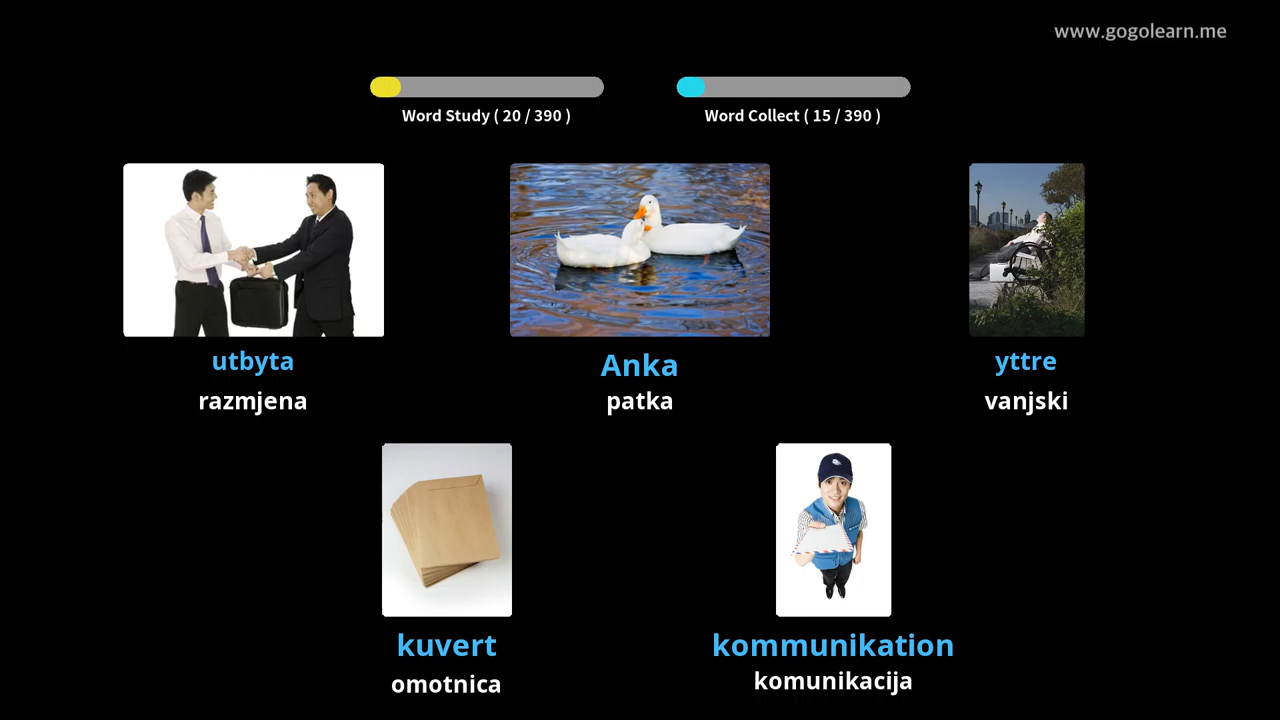 www.gogolearn.me
Word Study ( 20 / 390 )
Word Collect ( 15 / 390 )
utbyta
Anka
yttre
razmjena
patka
vanjski
kuvert
kommunikation
omotnica
komunikacija